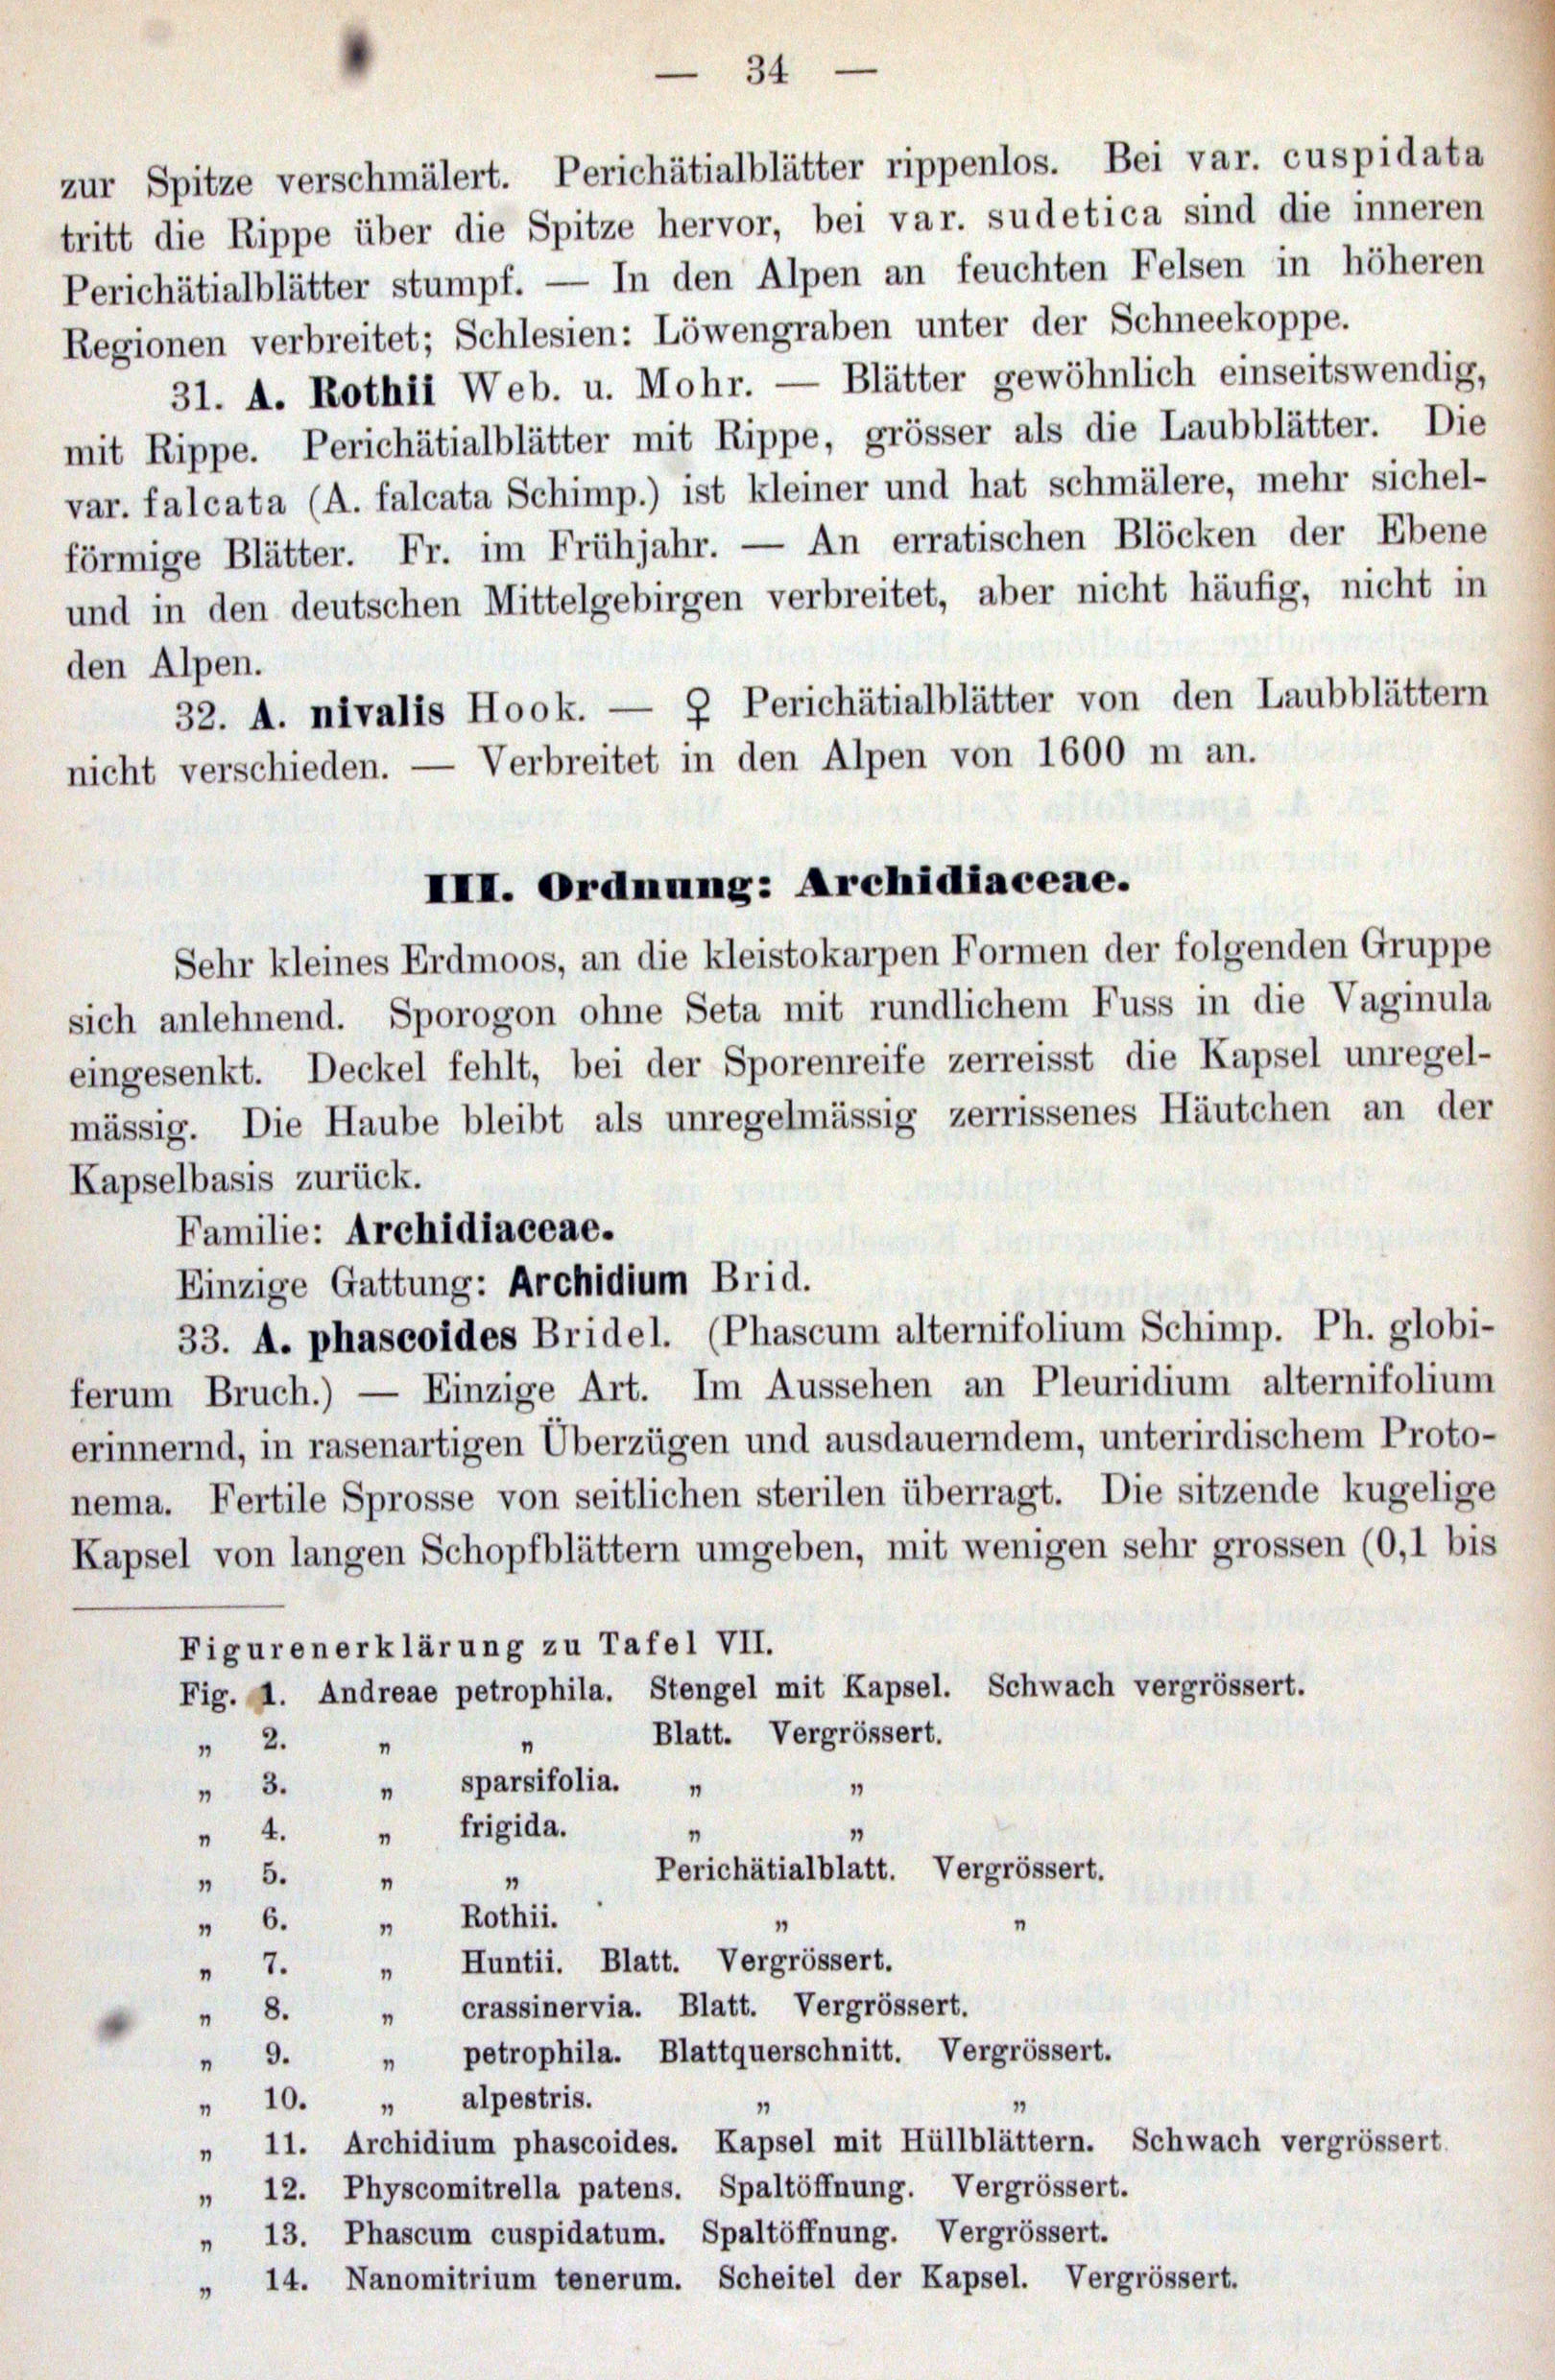 — 34 —
zur Spitze verschmälert. Perichätialblätter rippenlos. Bei var. cuspidata
tritt die Rippe über die Spitze hervor, bei var. sudetica sind die inneren
Perichätialblätter stumpf. — In den Alpen an feuchten Felsen in höheren
Regionen verbreitet; Schlesien: Löwengraben unter der Schneekoppe.
31. A. Rothii Web. u. Mohr. — Blätter gewöhnlich einseitswendig,
mit Rippe. Perichätialblätter mit Rippe, grösser als die Laubblätter. Die
var. falcata (A. falcata Schimp.) ist kleiner und hat schmälere, mehr sichel-
förmige Blätter. Fr. im Frühjahr. — An erratischen Blöcken der Ebene
und in den deutschen Mittelgebirgen verbreitet, aber nicht häufig, nicht in
den Alpen.
32. A. nivalis Hook. — ♀ Perichätialblätter von den Laubblättern
nicht verschieden. — Verbreitet in den Alpen von 1600 m an.
III. Ordnung: Archidiaceae.
Sehr kleines Erdmoos, an die kleistokarpen Formen der folgenden Gruppe
sich anlehnend. Sporogon ohne Seta mit rundlichem Fuss in die Vaginula
eingesenkt. Deckel fehlt, bei der Sporenreife zerreisst die Kapsel unregel-
mässig. Die Haube bleibt als unregelmässig zerrissenes Häutchen an der
Kapselbasis zurück.
Familie: Archidiaceae.
Einzige Gattung: Archidium Brid.
33. A. phascoides Bridel. (Phascum alternifolium Schimp. Ph. globi-
ferum Bruch.) — Einzige Art. Im Aussehen an Pleuridium alternifolium
erinnernd, in rasenartigen Überzügen und ausdauerndem, unterirdischem Proto-
nema. Fertile Sprosse von seitlichen sterilen überragt. Die sitzende kugelige
Kapsel von langen Schopfblättern umgeben, mit wenigen sehr grossen (0,1 bis
Figurenerklärung zu Tafel VII.
Fig. 1. Andreae petrophila. Stengel mit Kapsel. Schwach vergrössert.
„ 2. „ „ Blatt. Vergrössert.
„ 3. „ sparsifolia. „ „
„ 4. „ frigida. „ „
„ 5. „ „ Perichätialblatt. Vergrössert.
„ 6. „ Rothii. „ „
„ 7. „ Huntii. Blatt. Vergrössert.
„ 8. „ crassinervia. Blatt. Vergrössert.
„ 9. „ petrophila. Blattquerschnitt. Vergrössert.
„ 10. „ alpestris. „ „
„ 11. Archidium phascoides. Kapsel mit Hüllblättern. Schwach vergrössert.
„ 12. Physcomitrella patens. Spaltöffnung. Vergrössert.
„ 13. Phascum cuspidatum. Spaltöffnung. Vergrössert.
„ 14. Nanomitrium tenerum. Scheitel der Kapsel. Vergrössert.